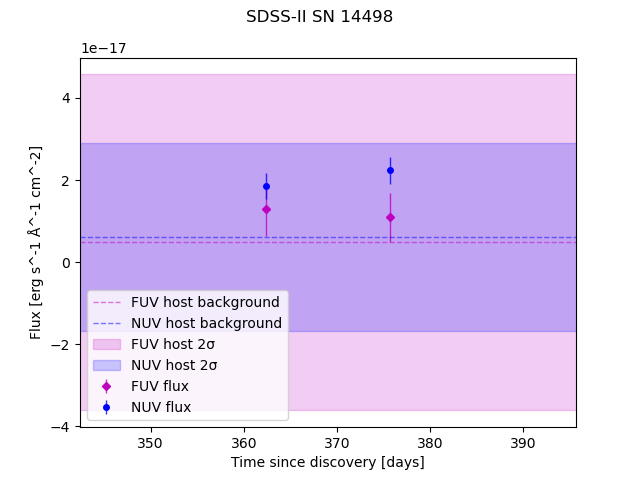 SDSS-II SN 14498
1e−17
4
2
0
−2
−4
Flux [erg s^-1 Å^-1 cm^-2]
FUV host background
NUV host background
FUV host 2σ
NUV host 2σ
FUV flux
NUV flux
350 360 370 380 390
Time since discovery [days]